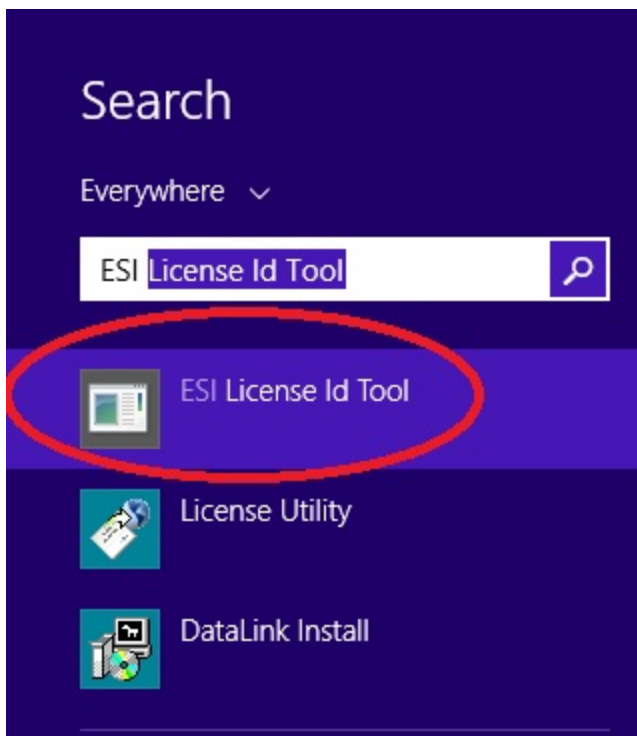 Search
Everywhere
ESI License Id Tool
ESI License Id Tool
License Utility
DataLink Install